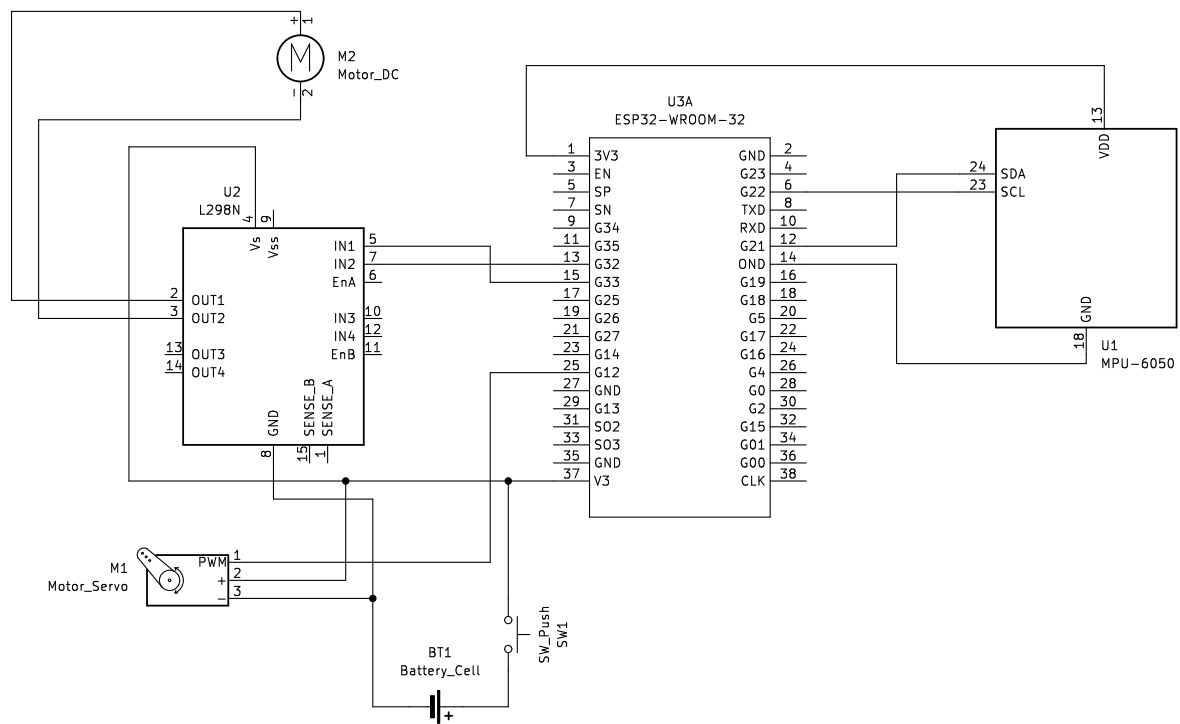 + 1
M2
Motor_DC
− 2
U3A
ESP32-WROOM-32
1 3V3 GND 2
3 EN G23 4
5 SP G22 6
7 SN TXD 8
9 G34 RXD 10
11 G35 G21 12
13 G32 OND 14
15 G33 G19 16
17 G25 G18 18
19 G26 G5 20
21 G27 G17 22
23 G14 G16 24
25 G12 G4 26
27 GND G0 28
29 G13 G2 30
31 SO2 G15 32
33 SO3 G01 34
35 GND G00 36
37 V3 CLK 38
13
VDD
24 SDA
23 SCL
GND
18
U1
MPU-6050
U2
L298N
4 9
Vs Vss
IN1 5
IN2 7
EnA 6
2 OUT1
3 OUT2
IN3 10
IN4 12
13 OUT3 EnB 11
14 OUT4
GND SENSE_B SENSE_A
8 15 1
M1
Motor_Servo
PWM 1
+ 2
− 3
SW_Push
SW1
BT1
Battery_Cell
+